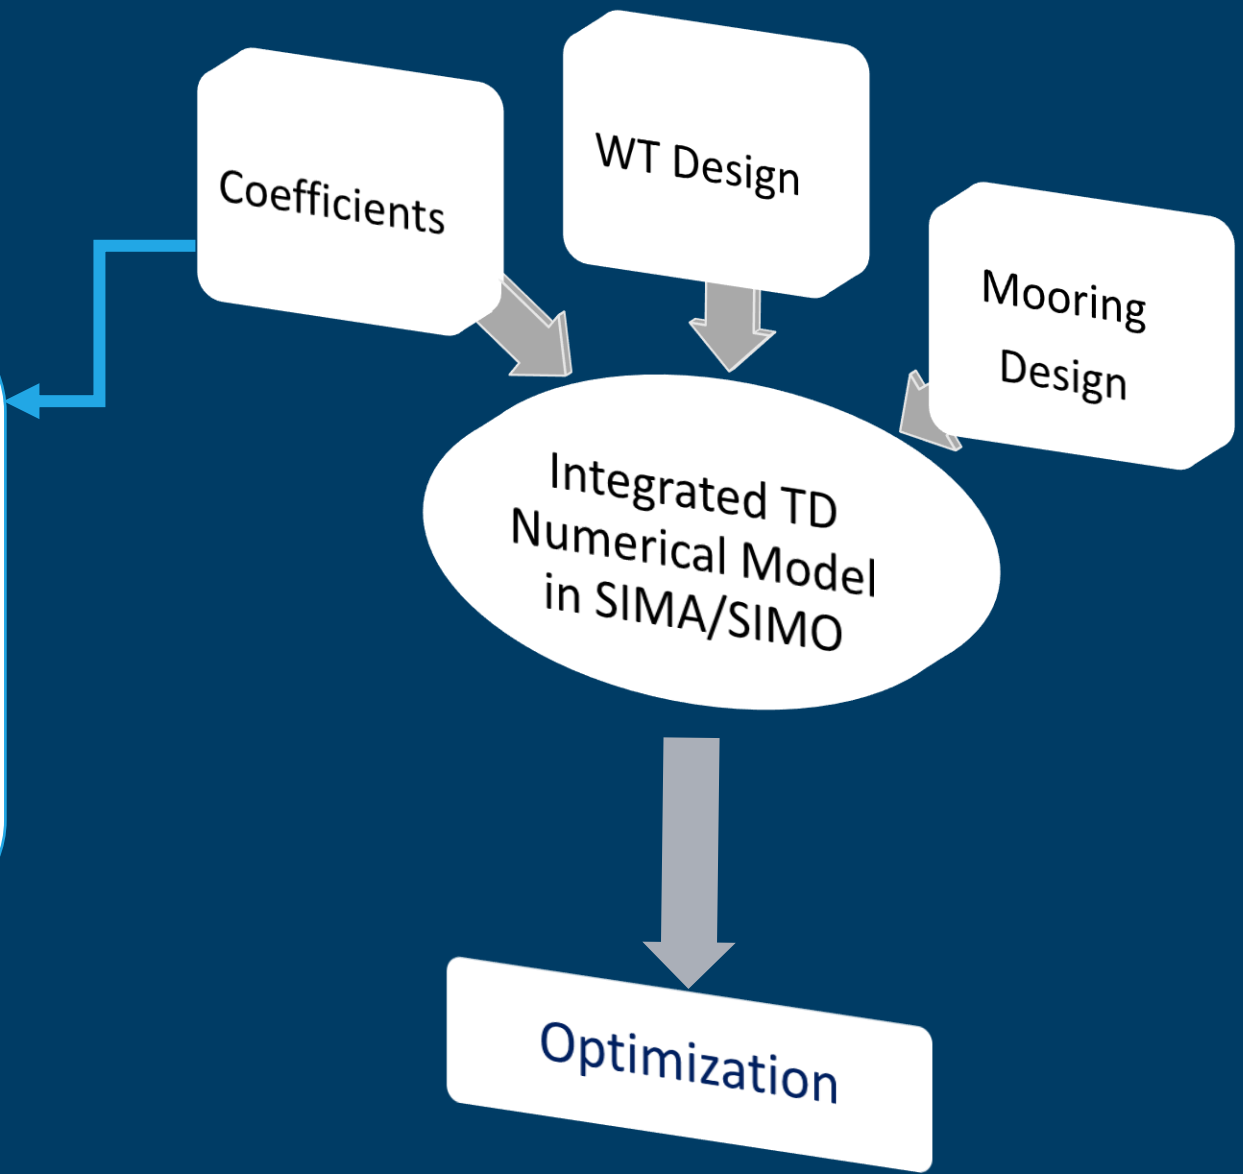 Coefficients
WT Design
Mooring
Design
Integrated TD
Numerical Model
in SIMA/SIMO
Optimization